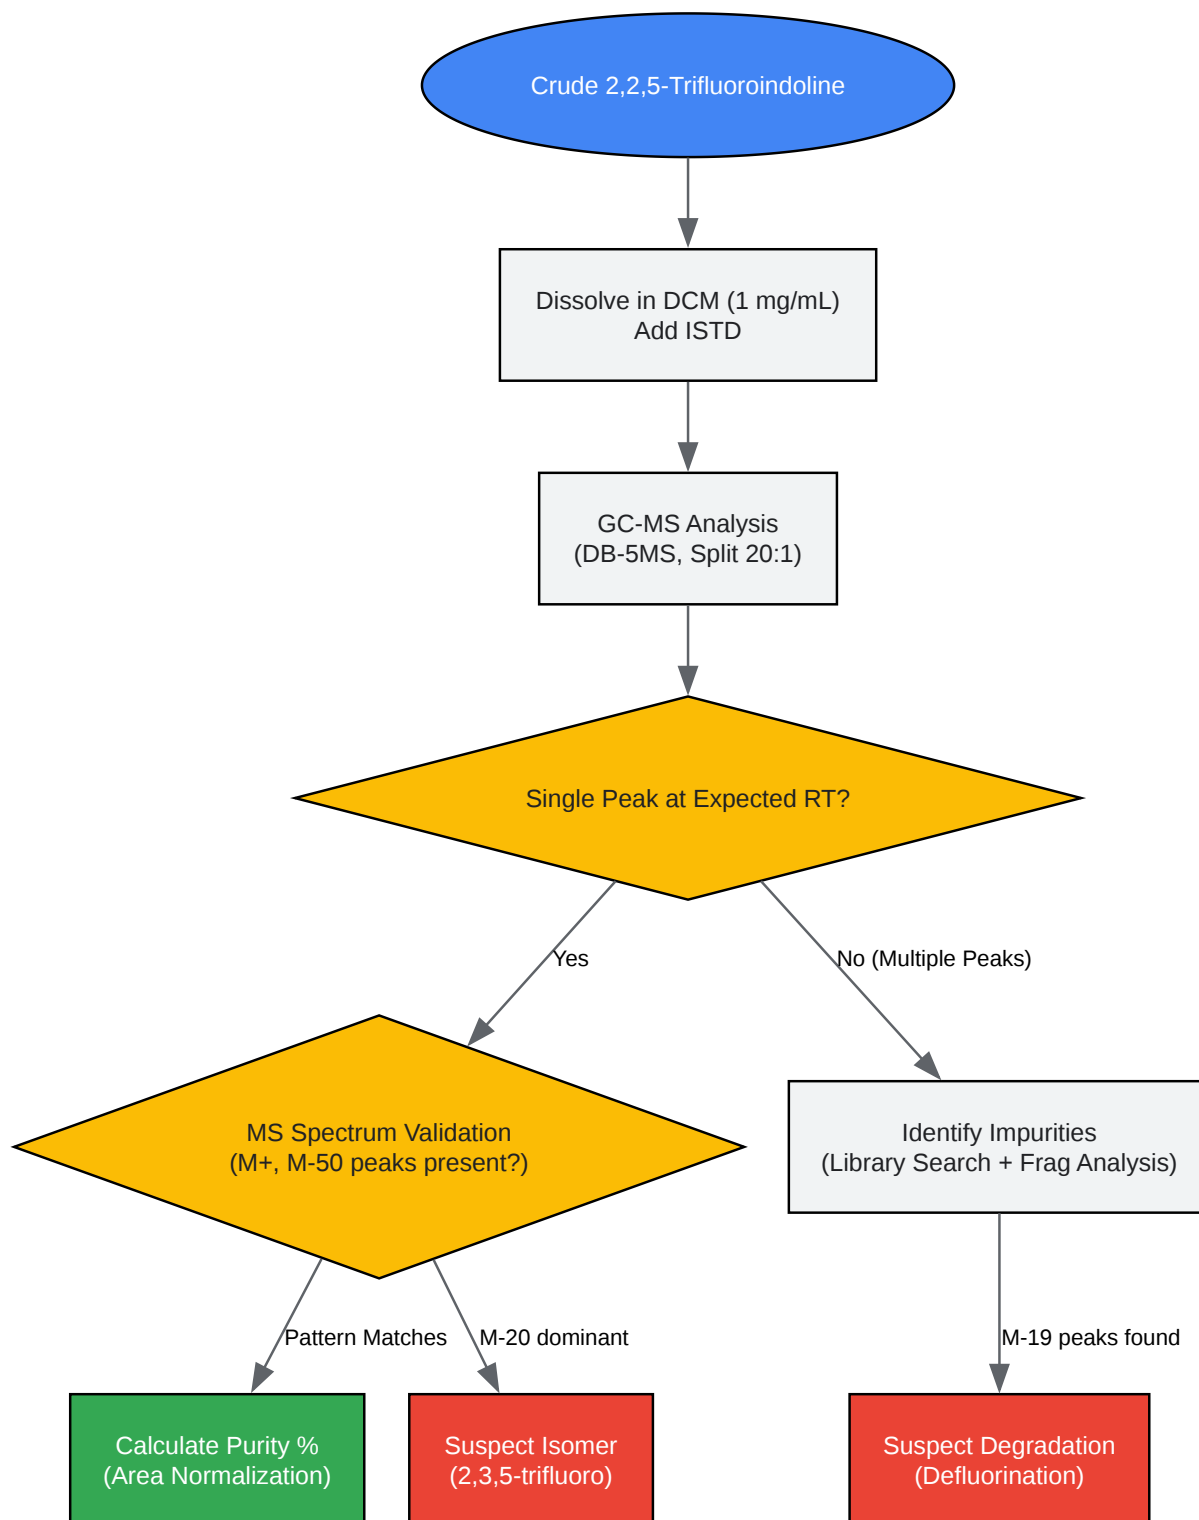 Crude 2,2,5-Trifluoroindoline
Dissolve in DCM (1 mg/mL)
Add ISTD
GC-MS Analysis
(DB-5MS, Split 20:1)
Single Peak at Expected RT?
Yes
No (Multiple Peaks)
MS Spectrum Validation
(M+, M-50 peaks present?)
Identify Impurities
(Library Search + Frag Analysis)
Pattern Matches
M-20 dominant
M-19 peaks found
Calculate Purity %
(Area Normalization)
Suspect Isomer
(2,3,5-trifluoro)
Suspect Degradation
(Defluorination)